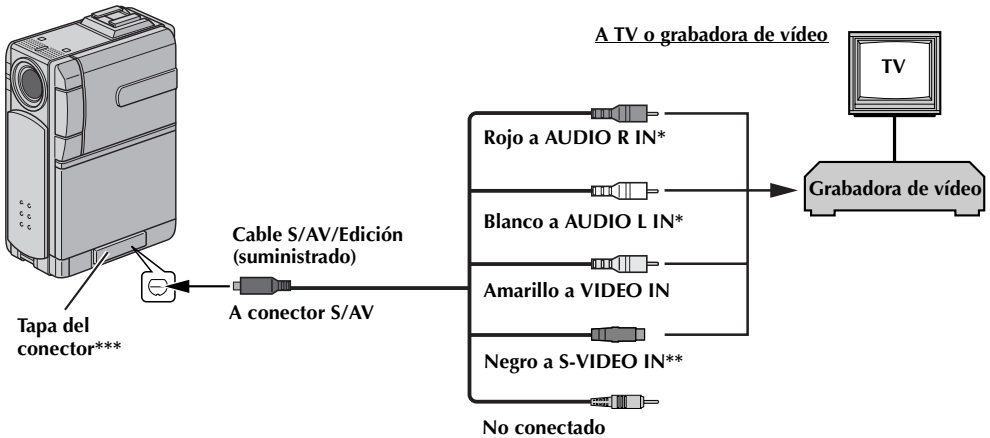 A TV o grabadora de vídeo
TV
Rojo a AUDIO R IN*
Grabadora de vídeo
Blanco a AUDIO L IN*
Cable S/AV/Edición
(suministrado)
Amarillo a VIDEO IN
A conector S/AV
Tapa del
conector***
Negro a S-VIDEO IN**
No conectado